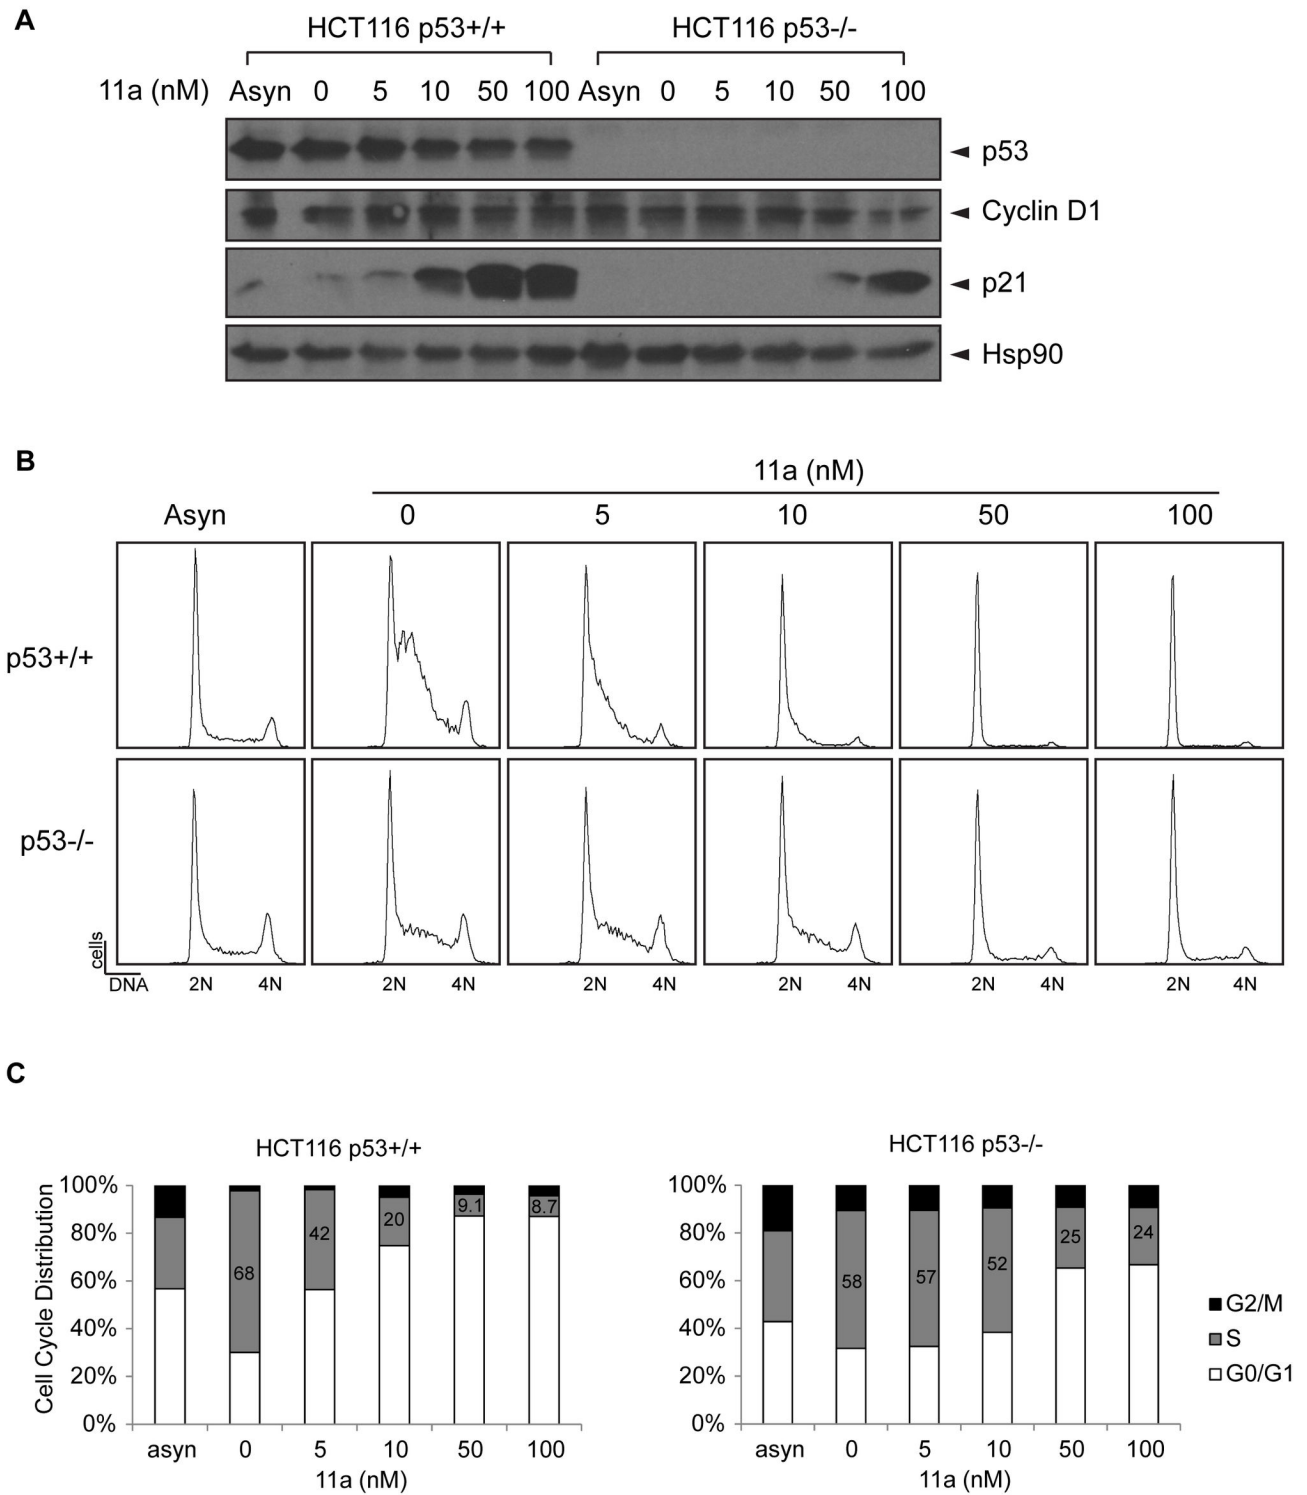 A
HCT116 p53+/+ HCT116 p53-/-
11a (nM) Asyn 0 5 10 50 100 Asyn 0 5 10 50 100
p53
Cyclin D1
p21
Hsp90
B
11a (nM)
Asyn 0 5 10 50 100
p53+/+
p53-/-
cells
DNA 2N 4N 2N 4N 2N 4N 2N 4N 2N 4N 2N 4N
C
HCT116 p53+/+
Cell Cycle Distribution
100%
80%
60%
40%
20%
0%
68 42 20 9.1 8.7
asyn 0 5 10 50 100
11a (nM)
HCT116 p53-/-
100%
80%
60%
40%
20%
0%
58 57 52 25 24
asyn 0 5 10 50 100
11a (nM)
G2/M
S
G0/G1